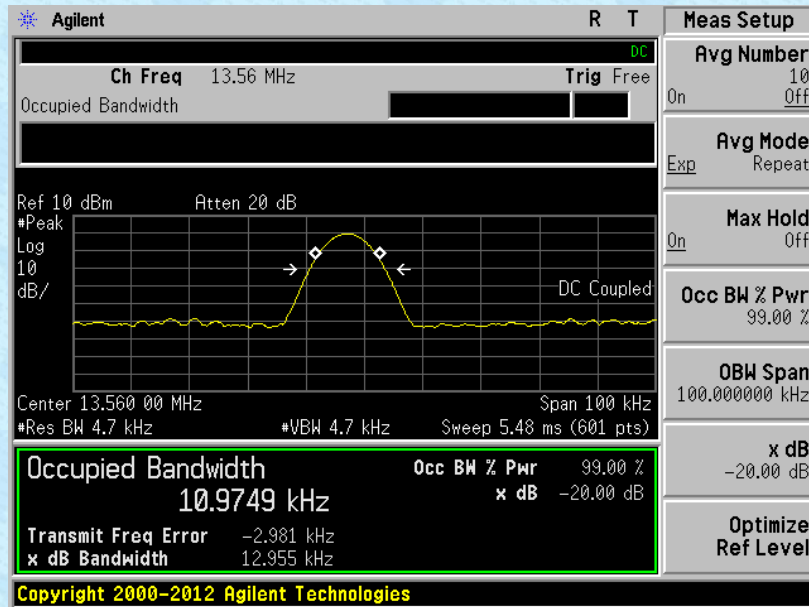 Agilent R T
DC
Ch Freq 13.56 MHz Trig Free
Occupied Bandwidth
Ref 10 dBm Atten 20 dB
#Peak
Log
10
dB/
DC Coupled
Center 13.560 00 MHz Span 100 kHz
#Res BW 4.7 kHz #VBW 4.7 kHz Sweep 5.48 ms (601 pts)
Occupied Bandwidth
10.9749 kHz
Occ BW % Pwr 99.00 %
x dB -20.00 dB
Transmit Freq Error -2.981 kHz
x dB Bandwidth 12.955 kHz
Copyright 2000-2012 Agilent Technologies
Meas Setup
Avg Number
10
On Off
Avg Mode
Exp Repeat
Max Hold
On Off
Occ BW % Pwr
99.00 %
OBW Span
100.000000 kHz
x dB
-20.00 dB
Optimize
Ref Level